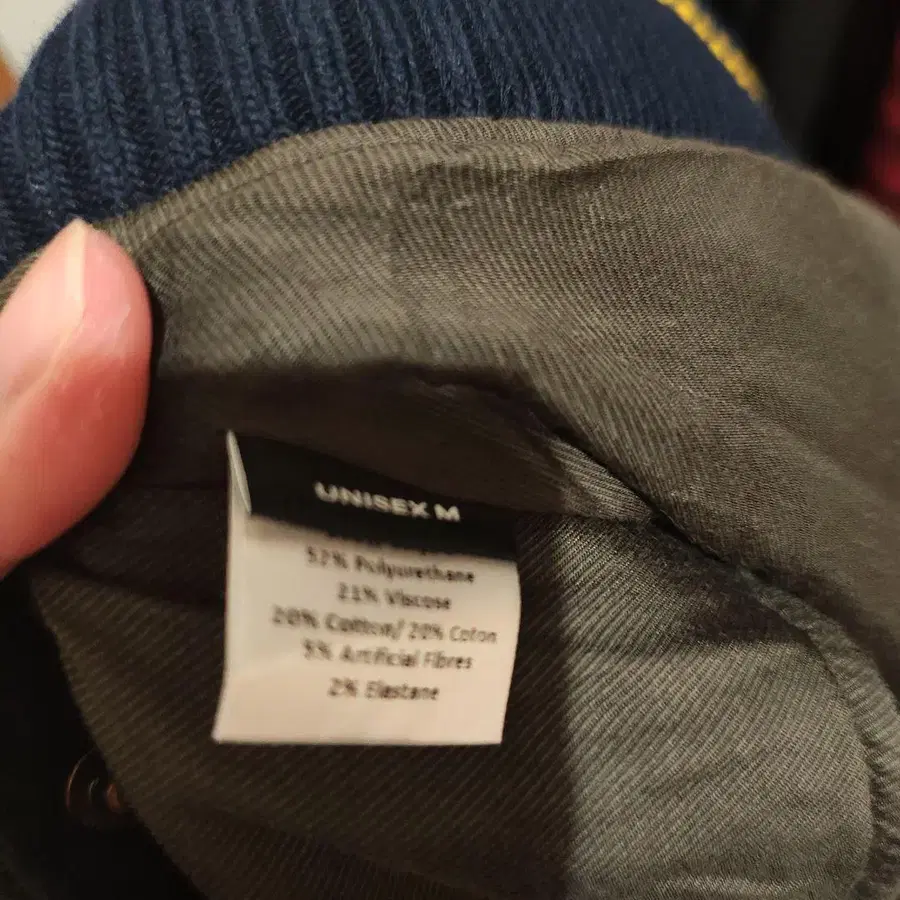 UNISEX M
52% Polyurethane
21% Viscose
20% Cotton/ 20% Coton
5% Artificial Fibres
2% Elastane